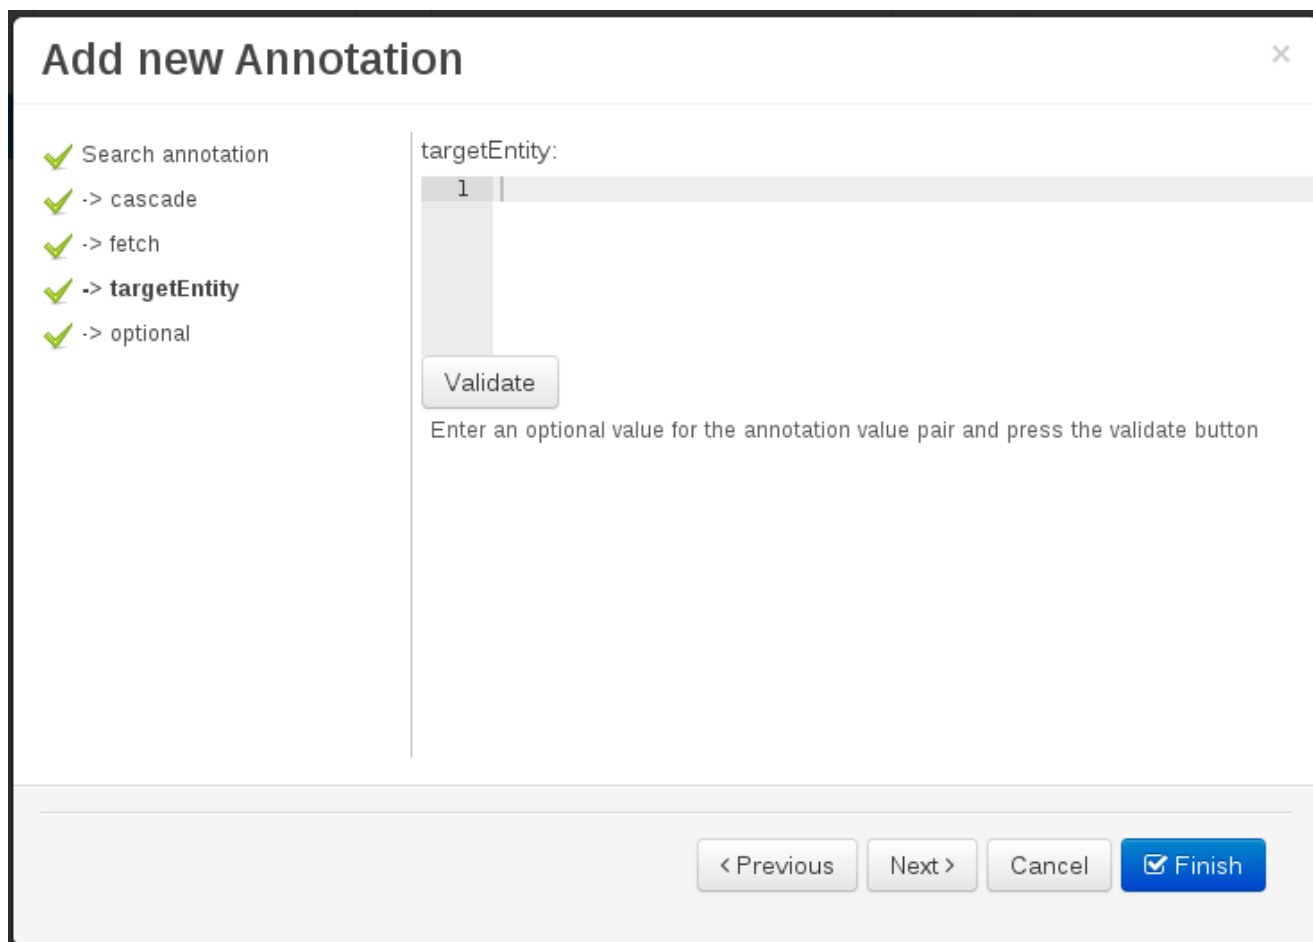 Add new Annotation
×
Search annotation
-> cascade
-> fetch
-> targetEntity
-> optional
targetEntity:
1
Validate
Enter an optional value for the annotation value pair and press the validate button
< Previous
Next >
Cancel
Finish